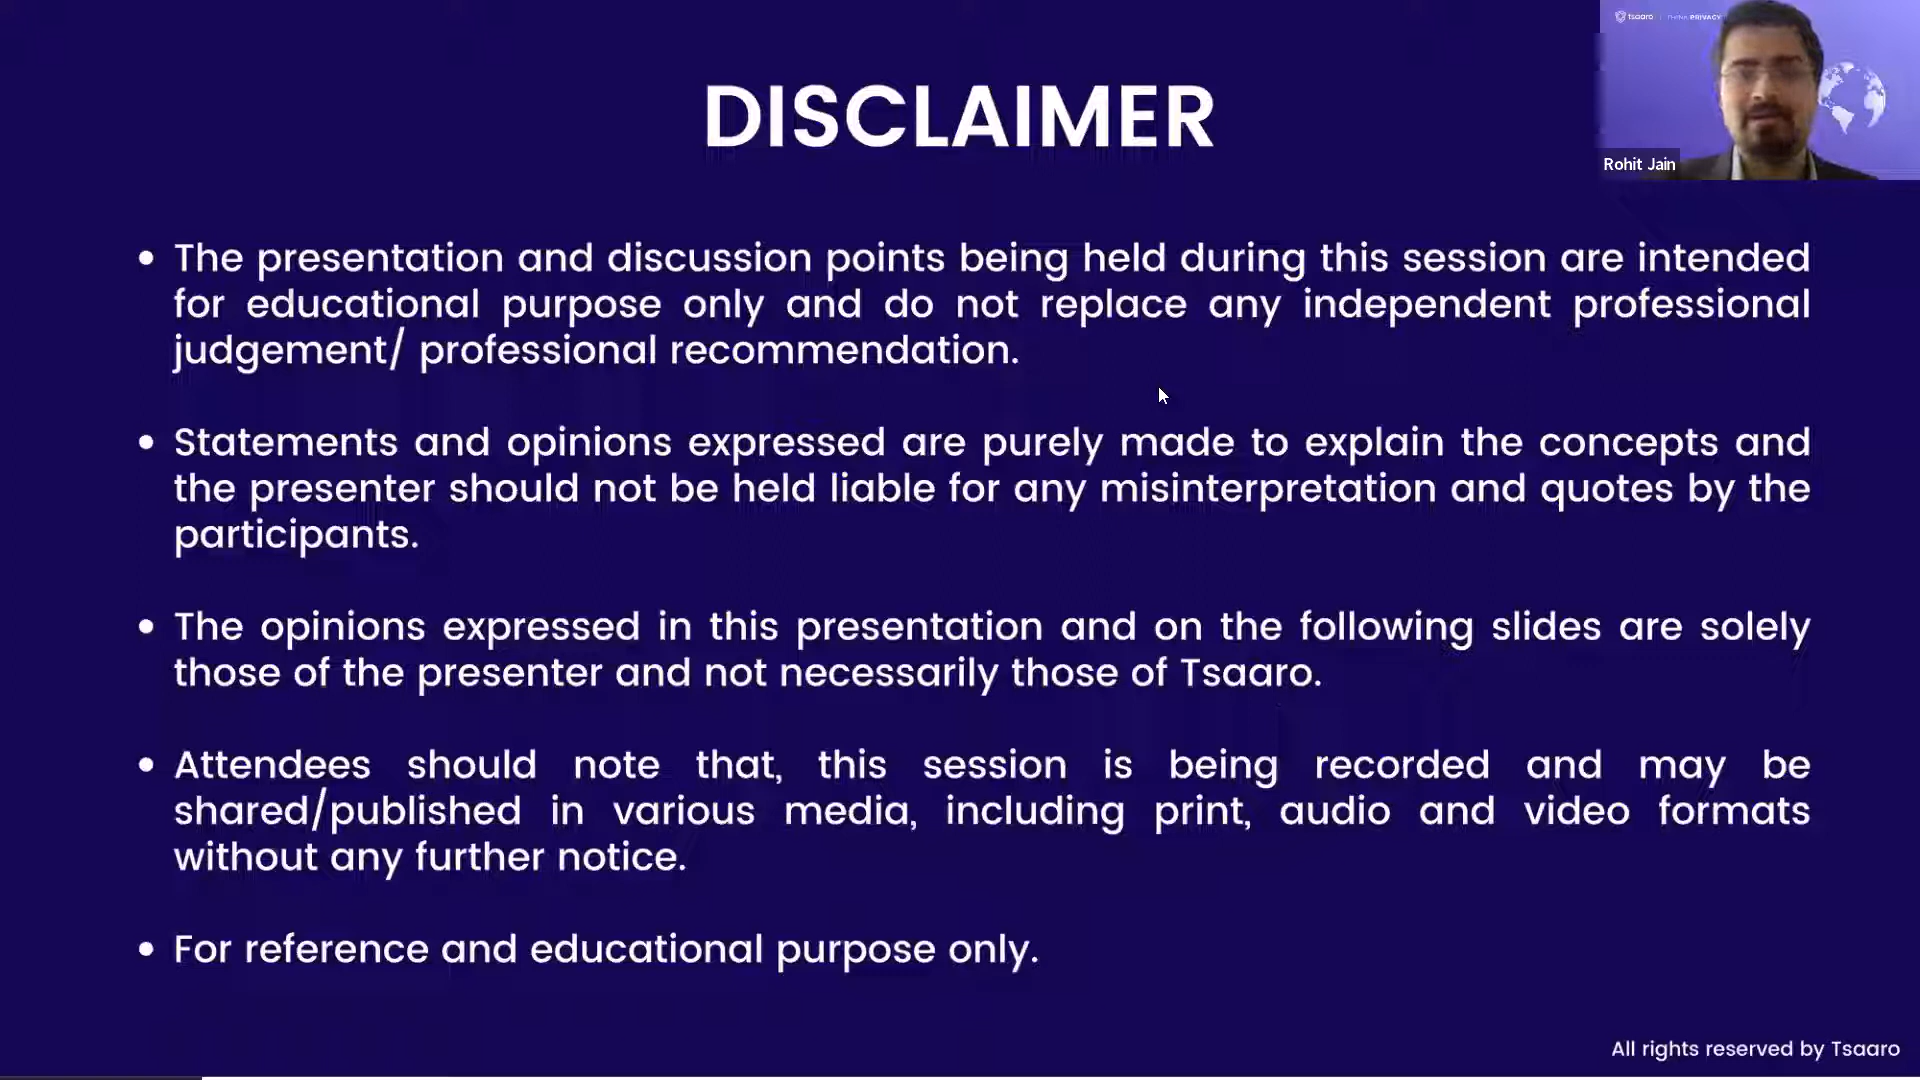 tsaaro | THINK PRIVACY
DISCLAIMER
Rohit Jain
• The presentation and discussion points being held during this session are intended
for educational purpose only and do not replace any independent professional
judgement/ professional recommendation.
• Statements and opinions expressed are purely made to explain the concepts and
the presenter should not be held liable for any misinterpretation and quotes by the
participants.
• The opinions expressed in this presentation and on the following slides are solely
those of the presenter and not necessarily those of Tsaaro.
• Attendees should note that, this session is being recorded and may be
shared/published in various media, including print, audio and video formats
without any further notice.
• For reference and educational purpose only.
All rights reserved by Tsaaro